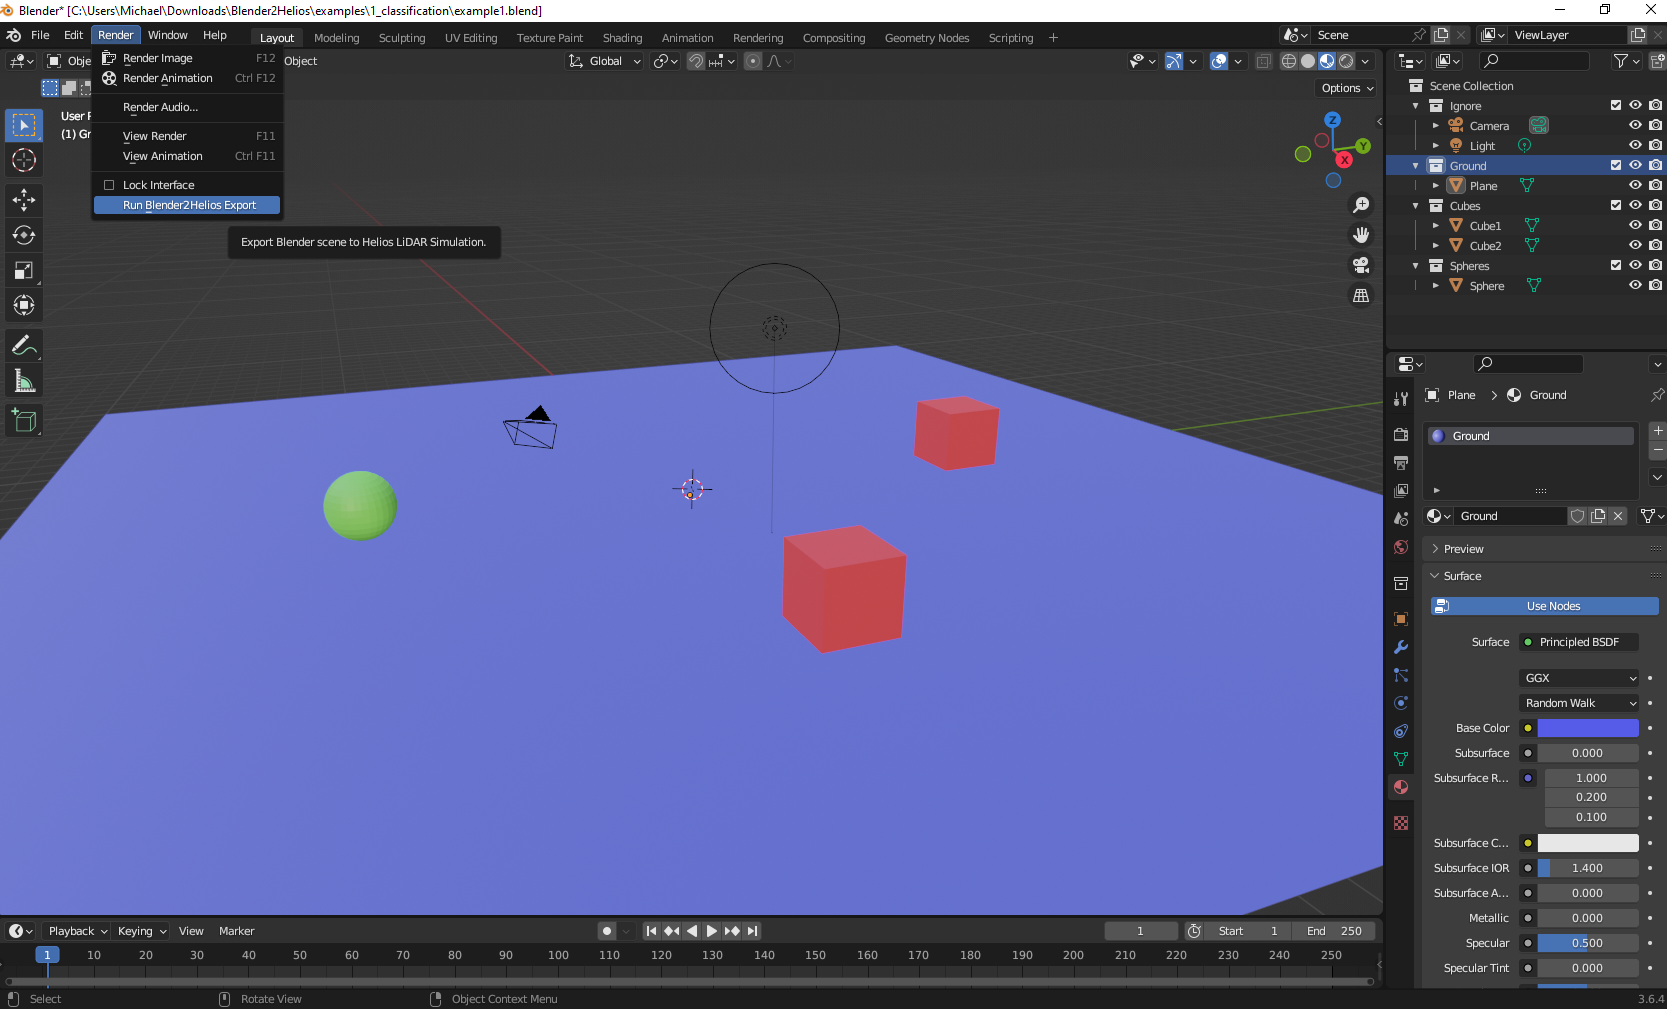 Blender* [C:\Users\Michael\Downloads\Blender2Helios\examples\1_classification\example1.blend]
File Edit Render Window Help Layout Modeling Sculpting UV Editing Texture Paint Shading Animation Rendering Compositing Geometry Nodes Scripting + Scene ViewLayer
Obje Object Global
Render Image F12
Render Animation Ctrl F12
Render Audio...
View Render F11
View Animation Ctrl F11
Lock Interface
Run Blender2Helios Export
Export Blender scene to Helios LiDAR Simulation.
User F
(1) Gr
Options
Z
Y
X
Scene Collection
Ignore
Camera
Light
Ground
Plane
Cubes
Cube1
Cube2
Spheres
Sphere
Plane > Ground
Ground
Ground
Preview
Surface
Use Nodes
Surface Principled BSDF
GGX
Random Walk
Base Color
Subsurface 0.000
Subsurface R... 1.000
0.200
0.100
Subsurface C...
Subsurface IOR 1.400
Subsurface A... 0.000
Metallic 0.000
Specular 0.500
Specular Tint 0.000
Playback Keying View Marker 1 Start 1 End 250
1 10 20 30 40 50 60 70 80 90 100 110 120 130 140 150 160 170 180 190 200 210 220 230 240 250
Select Rotate View Object Context Menu 3.6.4